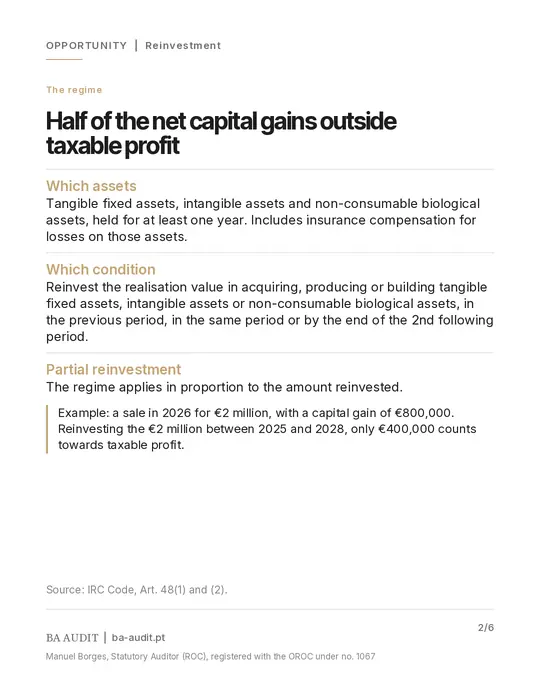 OPPORTUNITY | Reinvestment
The regime
Half of the net capital gains outside
taxable profit
Which assets
Tangible fixed assets, intangible assets and non-consumable biological
assets, held for at least one year. Includes insurance compensation for
losses on those assets.
Which condition
Reinvest the realisation value in acquiring, producing or building tangible
fixed assets, intangible assets or non-consumable biological assets, in
the previous period, in the same period or by the end of the 2nd following
period.
Partial reinvestment
The regime applies in proportion to the amount reinvested.
Example: a sale in 2026 for €2 million, with a capital gain of €800,000.
Reinvesting the €2 million between 2025 and 2028, only €400,000 counts
towards taxable profit.
Source: IRC Code, Art. 48(1) and (2).
2/6
BA AUDIT | ba-audit.pt
Manuel Borges, Statutory Auditor (ROC), registered with the OROC under no. 1067